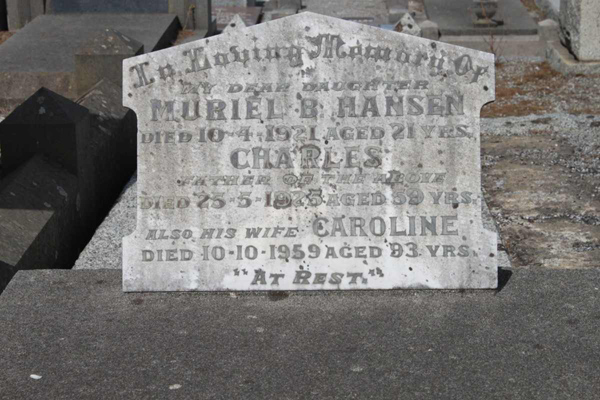 In Loving Memory Of
MY DEAR DAUGHTER
MURIEL B. HANSEN
DIED 10-4-1921 AGED 21 YRS.
CHARLES
FATHER OF THE ABOVE
DIED 25-5- AGED YRS.
ALSO HIS WIFE CAROLINE
DIED 10-10-1959 AGED 93 YRS.
"AT REST."